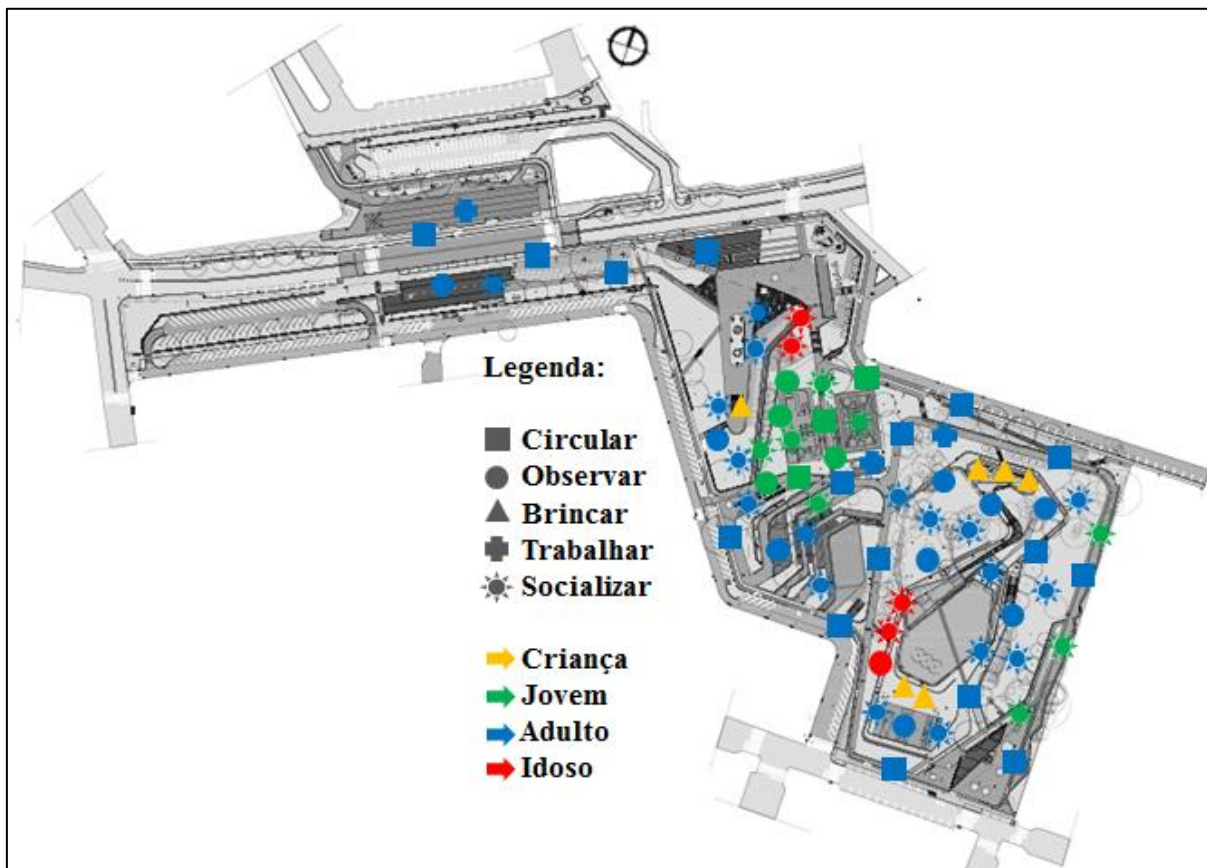 Legenda:
Circular
Observar
Brincar
Trabalhar
Socializar
Criança
Jovem
Adulto
Idoso